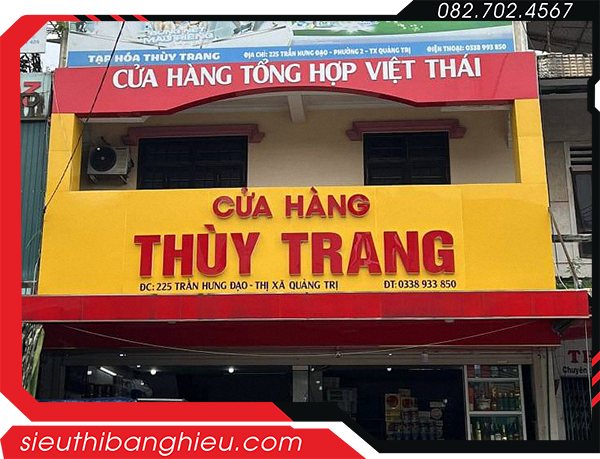 082.702.4567
TẠP HÓA THÙY TRANG ĐỊA CHỈ: 225 TRẦN HƯNG ĐẠO - PHƯỜNG 2 - TX QUẢNG TRỊ ĐIỆN THOẠI: 0338 993 850
CỬA HÀNG TỔNG HỢP VIỆT THÁI
CỬA HÀNG
THÙY TRANG
ĐC: 225 TRẦN HƯNG ĐẠO - THỊ XÃ QUẢNG TRỊ ĐT: 0338 933 850
Chuyên
sieuthibanghieu.com